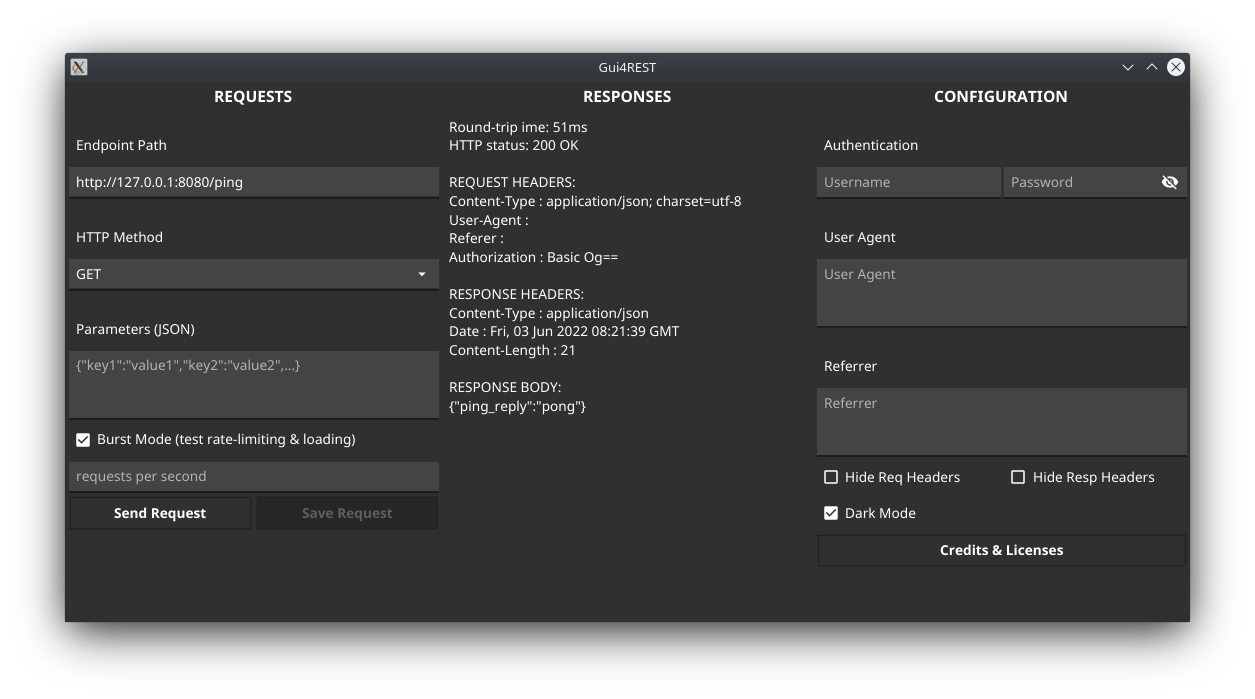 Gui4REST
REQUESTS
Endpoint Path
http://127.0.0.1:8080/ping
HTTP Method
GET
Parameters (JSON)
{"key1":"value1","key2":"value2",...}
Burst Mode (test rate-limiting & loading)
requests per second
Send Request
Save Request
RESPONSES
Round-trip ime: 51ms
HTTP status: 200 OK
REQUEST HEADERS:
Content-Type : application/json; charset=utf-8
User-Agent :
Referer :
Authorization : Basic Og==
RESPONSE HEADERS:
Content-Type : application/json
Date : Fri, 03 Jun 2022 08:21:39 GMT
Content-Length : 21
RESPONSE BODY:
{"ping_reply":"pong"}
CONFIGURATION
Authentication
Username
Password
User Agent
User Agent
Referrer
Referrer
Hide Req Headers
Hide Resp Headers
Dark Mode
Credits & Licenses